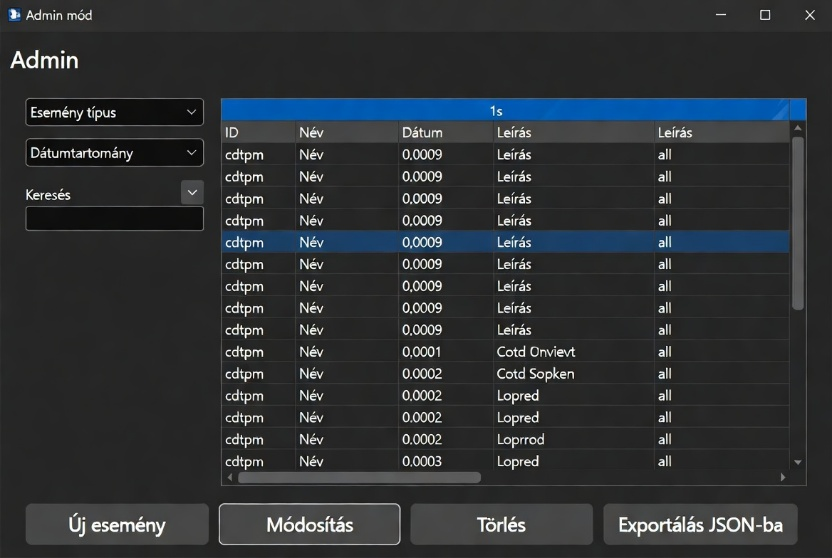 Admin mód
Admin
Esemény típus
Dátumtartomány
Keresés
1s
ID Név Dátum Leírás Leírás
cdtpm Név 0,0009 Leírás all
cdtpm Név 0,0009 Leírás all
cdtpm Név 0,0009 Leírás all
cdtpm Név 0,0009 Leírás all
cdtpm Név 0,0009 Leírás all
cdtpm Név 0,0009 Leírás all
cdtpm Név 0,0009 Leírás all
cdtpm Név 0,0009 Leírás all
cdtpm Név 0,0009 Leírás all
cdtpm Név 0.0001 Cotd Onvievt all
cdtpm Név 0.0002 Cotd Sopken all
cdtpm Név 0.0002 Lopred all
cdtpm Név 0.0002 Lopred all
cdtpm Név 0.0002 Loprrod all
cdtpm Név 0.0003 Lopred all
Új esemény
Módosítás
Törlés
Exportálás JSON-ba